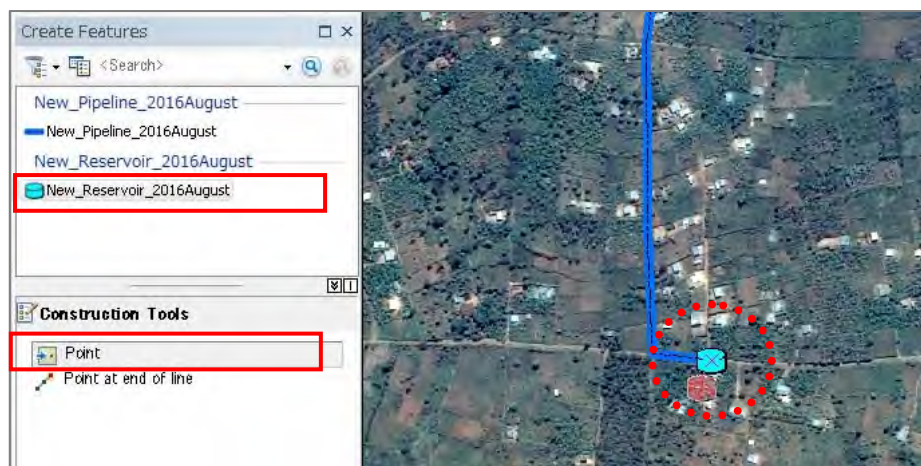 Create Features
<Search>
New_Pipeline_2016August
New_Pipeline_2016August
New_Reservoir_2016August
New_Reservoir_2016August
Construction Tools
Point
Point at end of line